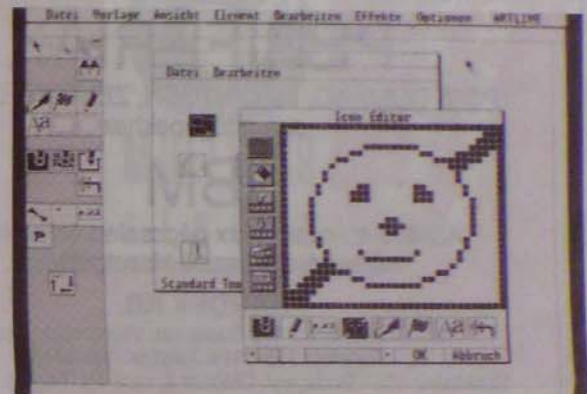 Datei Vorlage Ansicht Element Bearbeiten Effekte Optionen ARTLINE
Datei Bearbeiten
Icon Editor
Standard
OK Abbruch